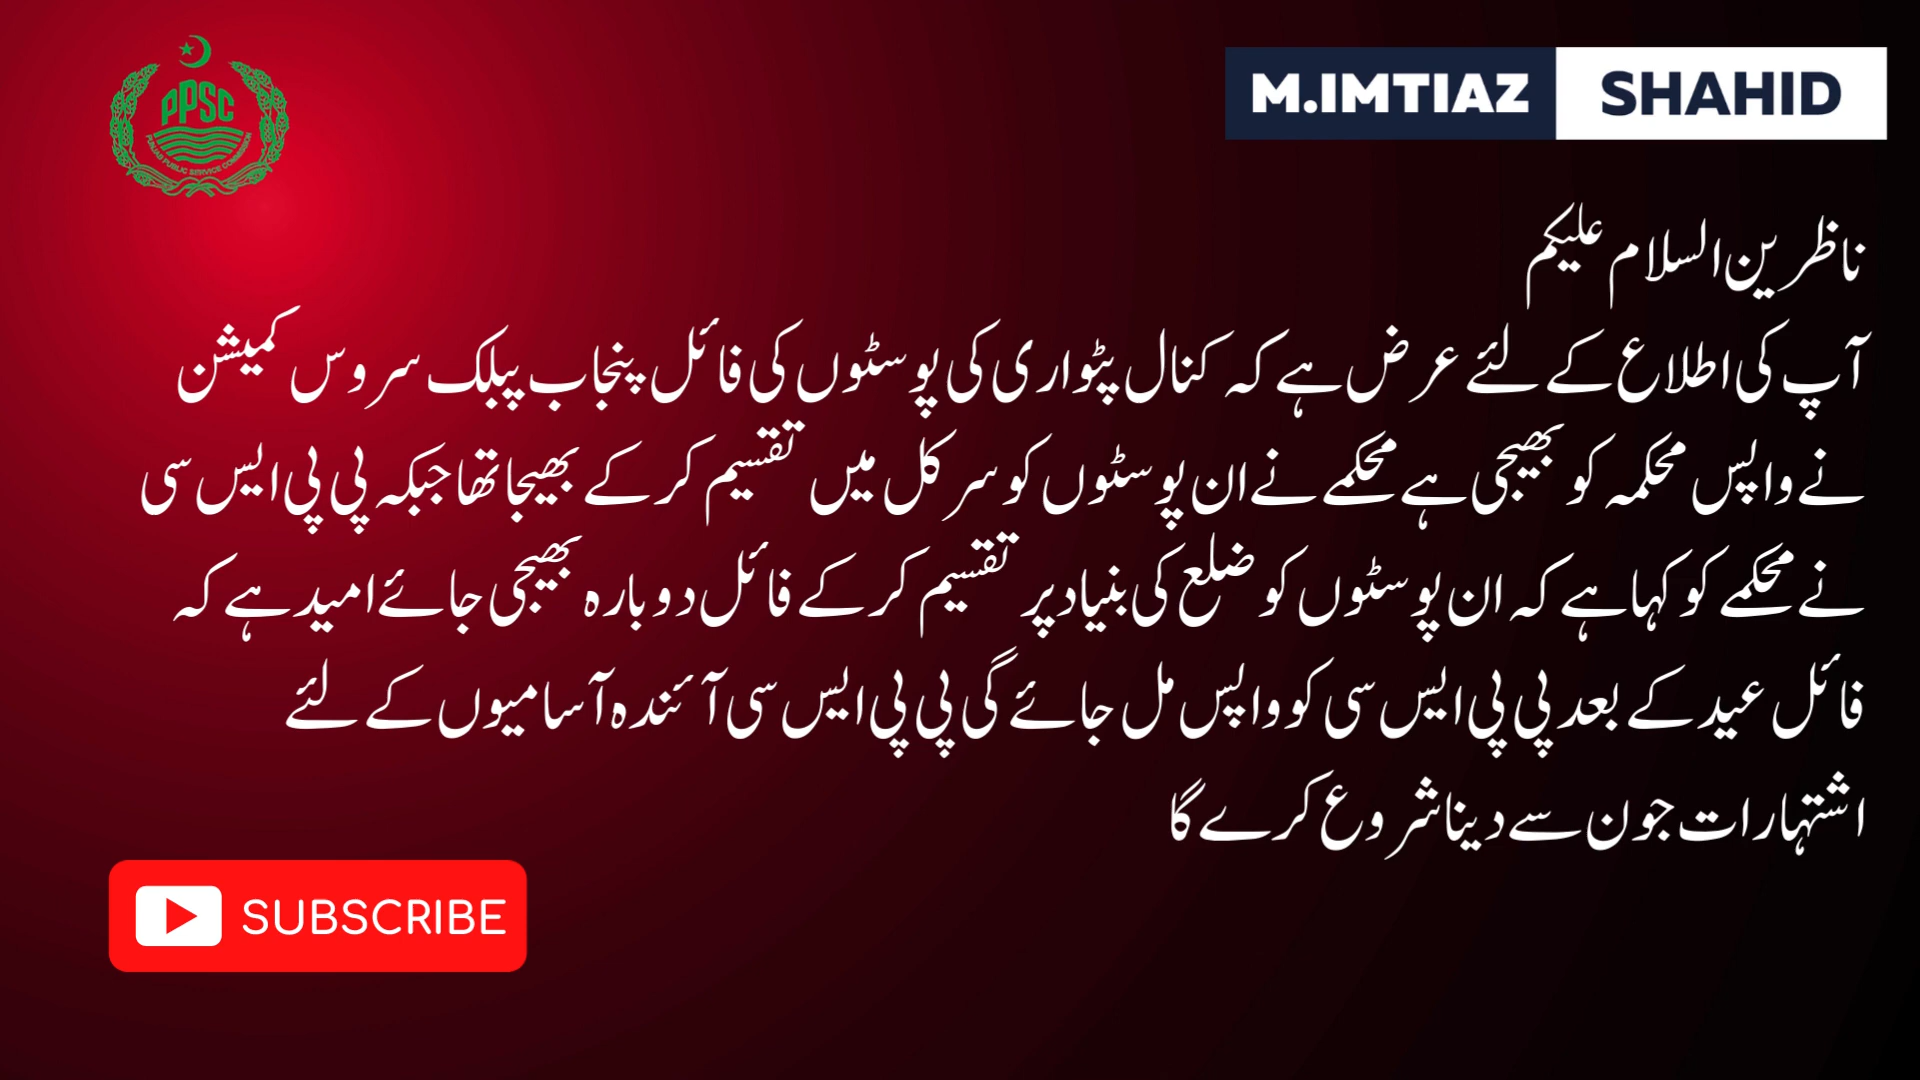 PPSC
PUNJAB PUBLIC SERVICE COMMISSION
M.IMTIAZ SHAHID
ناظرین السلام علیکم
آپ کی اطلاع کے لئے عرض ہے کہ کنال پٹواری کی پوسٹوں کی فائل پنجاب پبلک سروس کمیشن
نے واپس محکمہ کو بھیجی ہے محکمے نے ان پوسٹوں کو سرکل میں تقسیم کر کے بھیجا تھا جبکہ پی پی ایس سی
نے محکمے کو کہا ہے کہ ان پوسٹوں کو ضلع کی بنیاد پر تقسیم کر کے فائل دوبارہ بھیجی جائے امید ہے کہ
فائل عید کے بعد پی پی ایس سی کو واپس مل جائے گی پی پی ایس سی آئندہ آسامیوں کے لئے
اشتہارات جون سے دینا شروع کرے گا
SUBSCRIBE